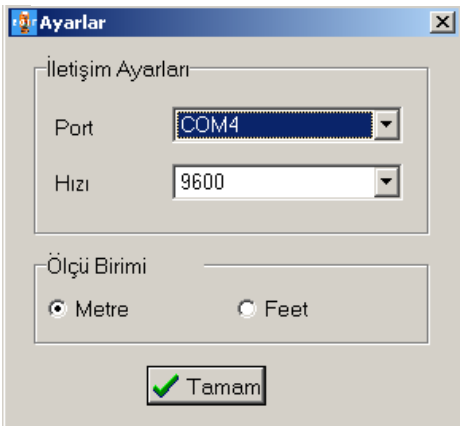 Ayarlar
İletişim Ayarları
Port COM4
Hızı 9600
Ölçü Birimi
Metre Feet
Tamam